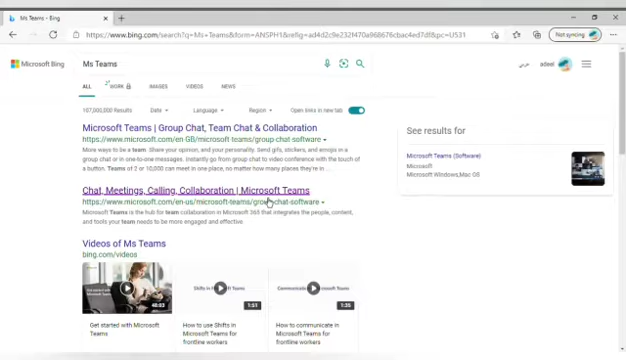 Ms Teams - Bing
https://www.bing.com/search?q=Ms+Teams&form=ANSPH1&refig=ad4d2c9e232f470a968676cbac4ed7df&pc=U531
Not syncing
Microsoft Bing
Ms Teams
عربي
adeel
ALL
WORK
IMAGES
VIDEOS
NEWS
107,000,000 Results
Date
Language
Region
Open links in new tab
Microsoft Teams | Group Chat, Team Chat & Collaboration
https://www.microsoft.com/en-GB/microsoft-teams/group-chat-software
More ways to be a team. Share your opinion, and your personality. Send gifs, stickers, and emojis in a
group chat or in one-to-one messages. Instantly go from group chat to video conference with the touch of
a button. Teams of 2 or 10,000 can meet in one place, no matter how many places they're in...
Chat, Meetings, Calling, Collaboration | Microsoft Teams
https://www.microsoft.com/en-us/microsoft-teams/group-chat-software
Microsoft Teams is the hub for team collaboration in Microsoft 365 that integrates the people, content,
and tools your team needs to be more engaged and effective
Videos of Ms Teams
bing.com/videos
Get started with Microsoft
Teams
Shifts in Microsoft Teams
1:51
How to use Shifts in
Microsoft Teams for
frontline workers
1:26
How to communicate in
Microsoft Teams for
frontline workers
See results for
Microsoft Teams (Software)
Microsoft
Microsoft Windows, Mac OS